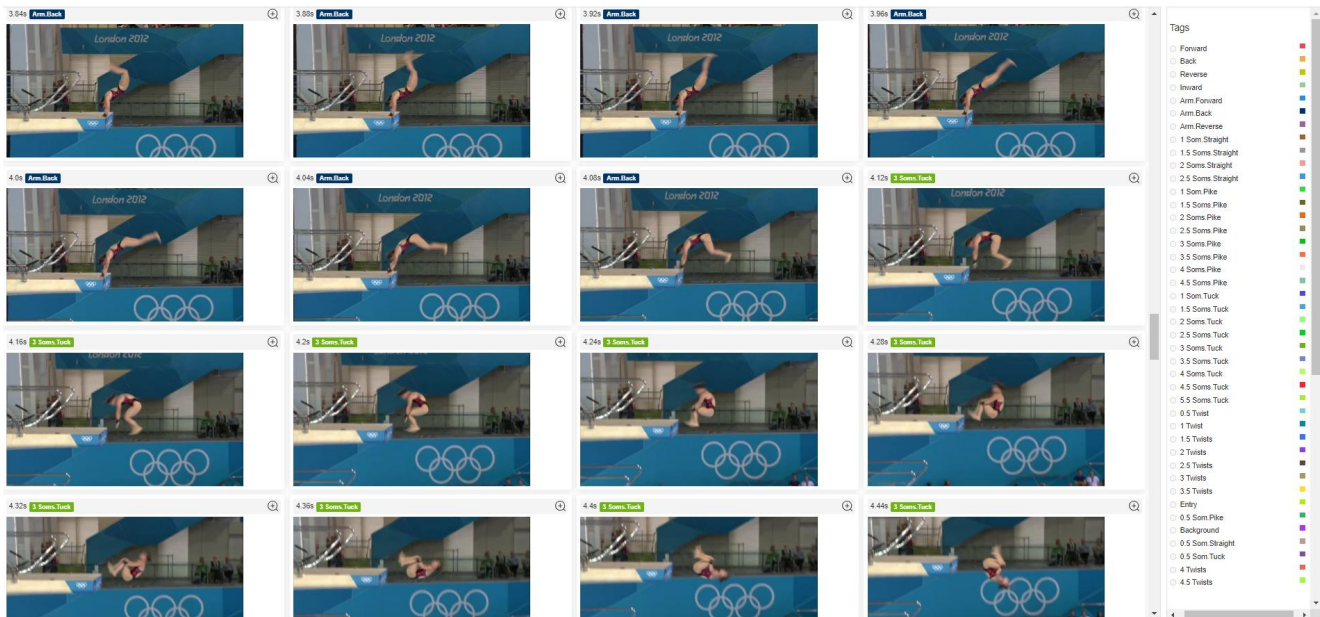 3.84s Arm.Back
3.88s Arm.Back
3.92s Arm.Back
3.96s Arm.Back
London 2012
London 2012
London 2012
London 2012
4.0s Arm.Back
4.04s Arm.Back
4.08s Arm.Back
4.12s 3 Soms.Tuck
London 2012
London 2012
London 2012
London 2012
4.16s 3 Soms.Tuck
4.2s 3 Soms.Tuck
4.24s 3 Soms.Tuck
4.28s 3 Soms.Tuck
London 2012
4.32s 3 Soms.Tuck
4.36s 3 Soms.Tuck
4.4s 3 Soms.Tuck
4.44s 3 Soms.Tuck
Tags
Forward
Back
Reverse
Inward
Arm.Forward
Arm.Back
Arm.Reverse
1 Som.Straight
1.5 Soms.Straight
2 Soms.Straight
2.5 Soms.Straight
1 Som.Pike
1.5 Soms.Pike
2 Soms.Pike
2.5 Soms.Pike
3 Soms.Pike
3.5 Soms.Pike
4 Soms.Pike
4.5 Soms.Pike
1 Som.Tuck
1.5 Soms.Tuck
2 Soms.Tuck
2.5 Soms.Tuck
3 Soms.Tuck
3.5 Soms.Tuck
4 Soms.Tuck
4.5 Soms.Tuck
5.5 Soms.Tuck
0.5 Twist
1 Twist
1.5 Twists
2 Twists
2.5 Twists
3 Twists
3.5 Twists
Entry
0.5 Som.Pike
Background
0.5 Som.Straight
0.5 Som.Tuck
4 Twists
4.5 Twists